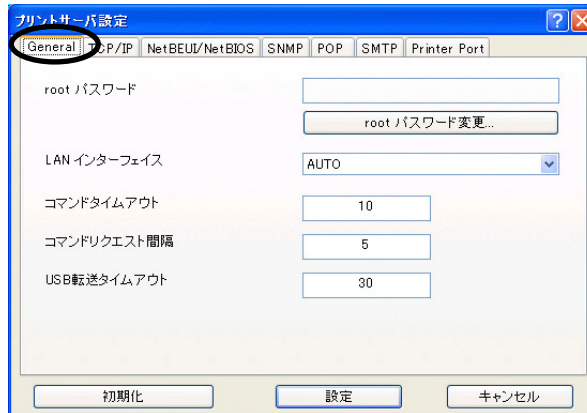 プリントサーバ設定
General TCP/IP NetBEUI/NetBIOS SNMP POP SMTP Printer Port
root パスワード
root パスワード変更...
LAN インターフェイス AUTO
コマンドタイムアウト 10
コマンドリクエスト間隔 5
USB転送タイムアウト 30
初期化 設定 キャンセル